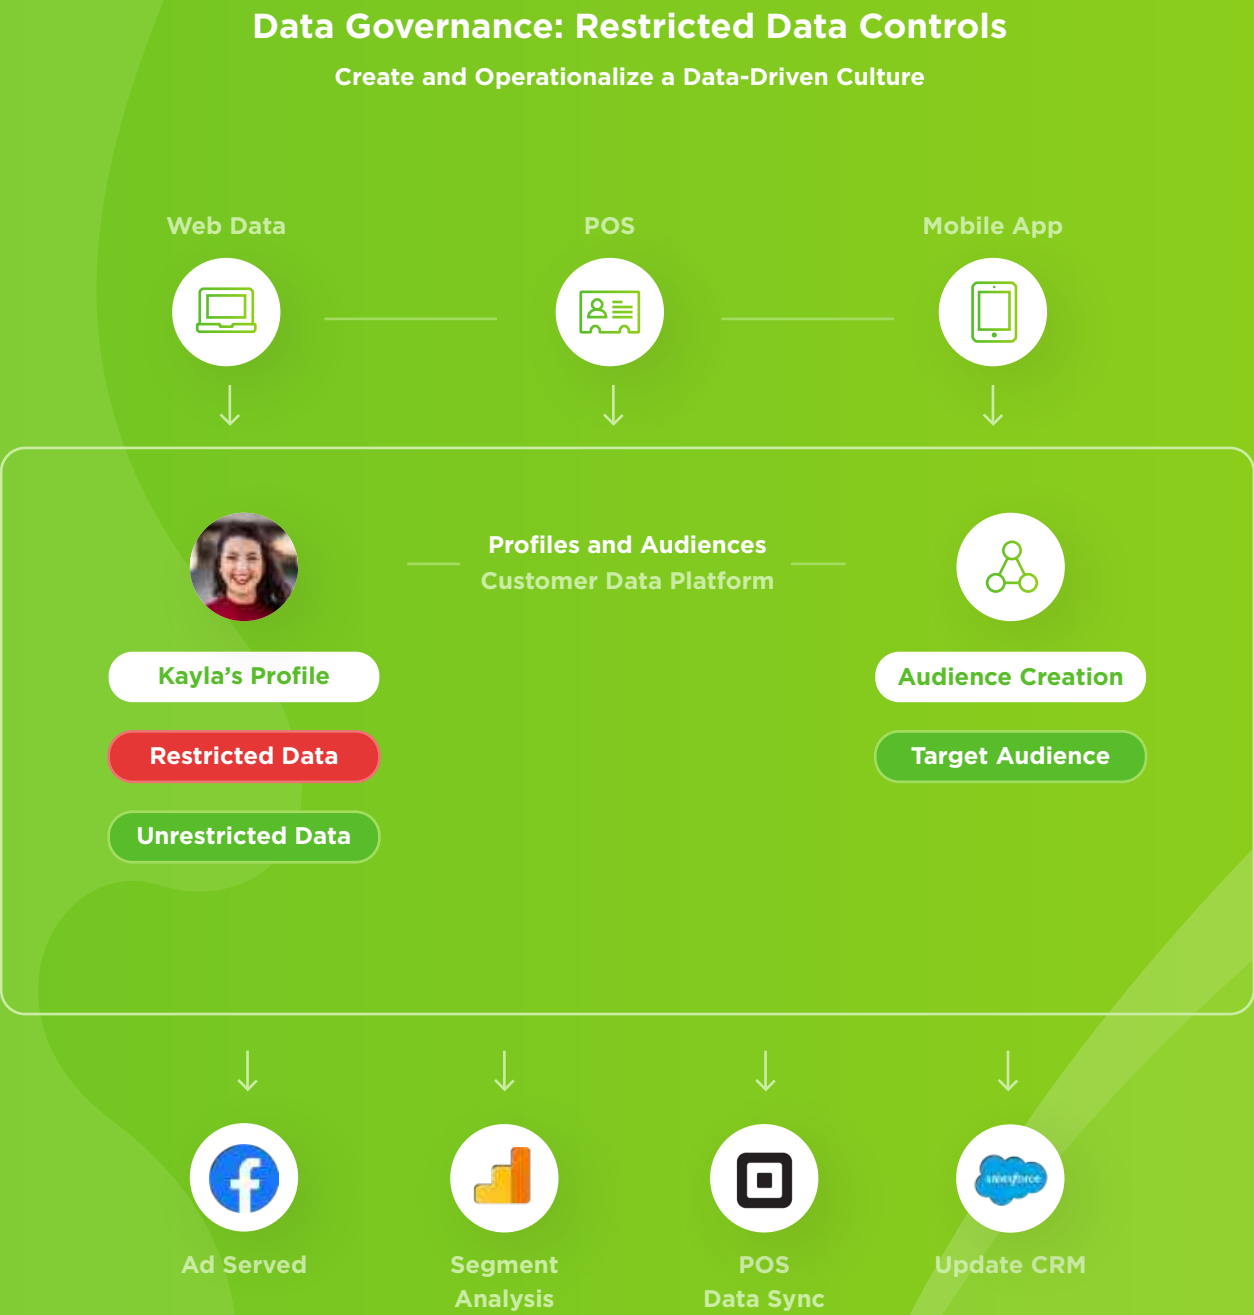 Data Governance: Restricted Data Controls
Create and Operationalize a Data-Driven Culture
Web Data
POS
Mobile App
Profiles and Audiences
Customer Data Platform
Kayla’s Profile
Restricted Data
Unrestricted Data
Audience Creation
Target Audience
salesforce
Ad Served
Segment
Analysis
POS
Data Sync
Update CRM